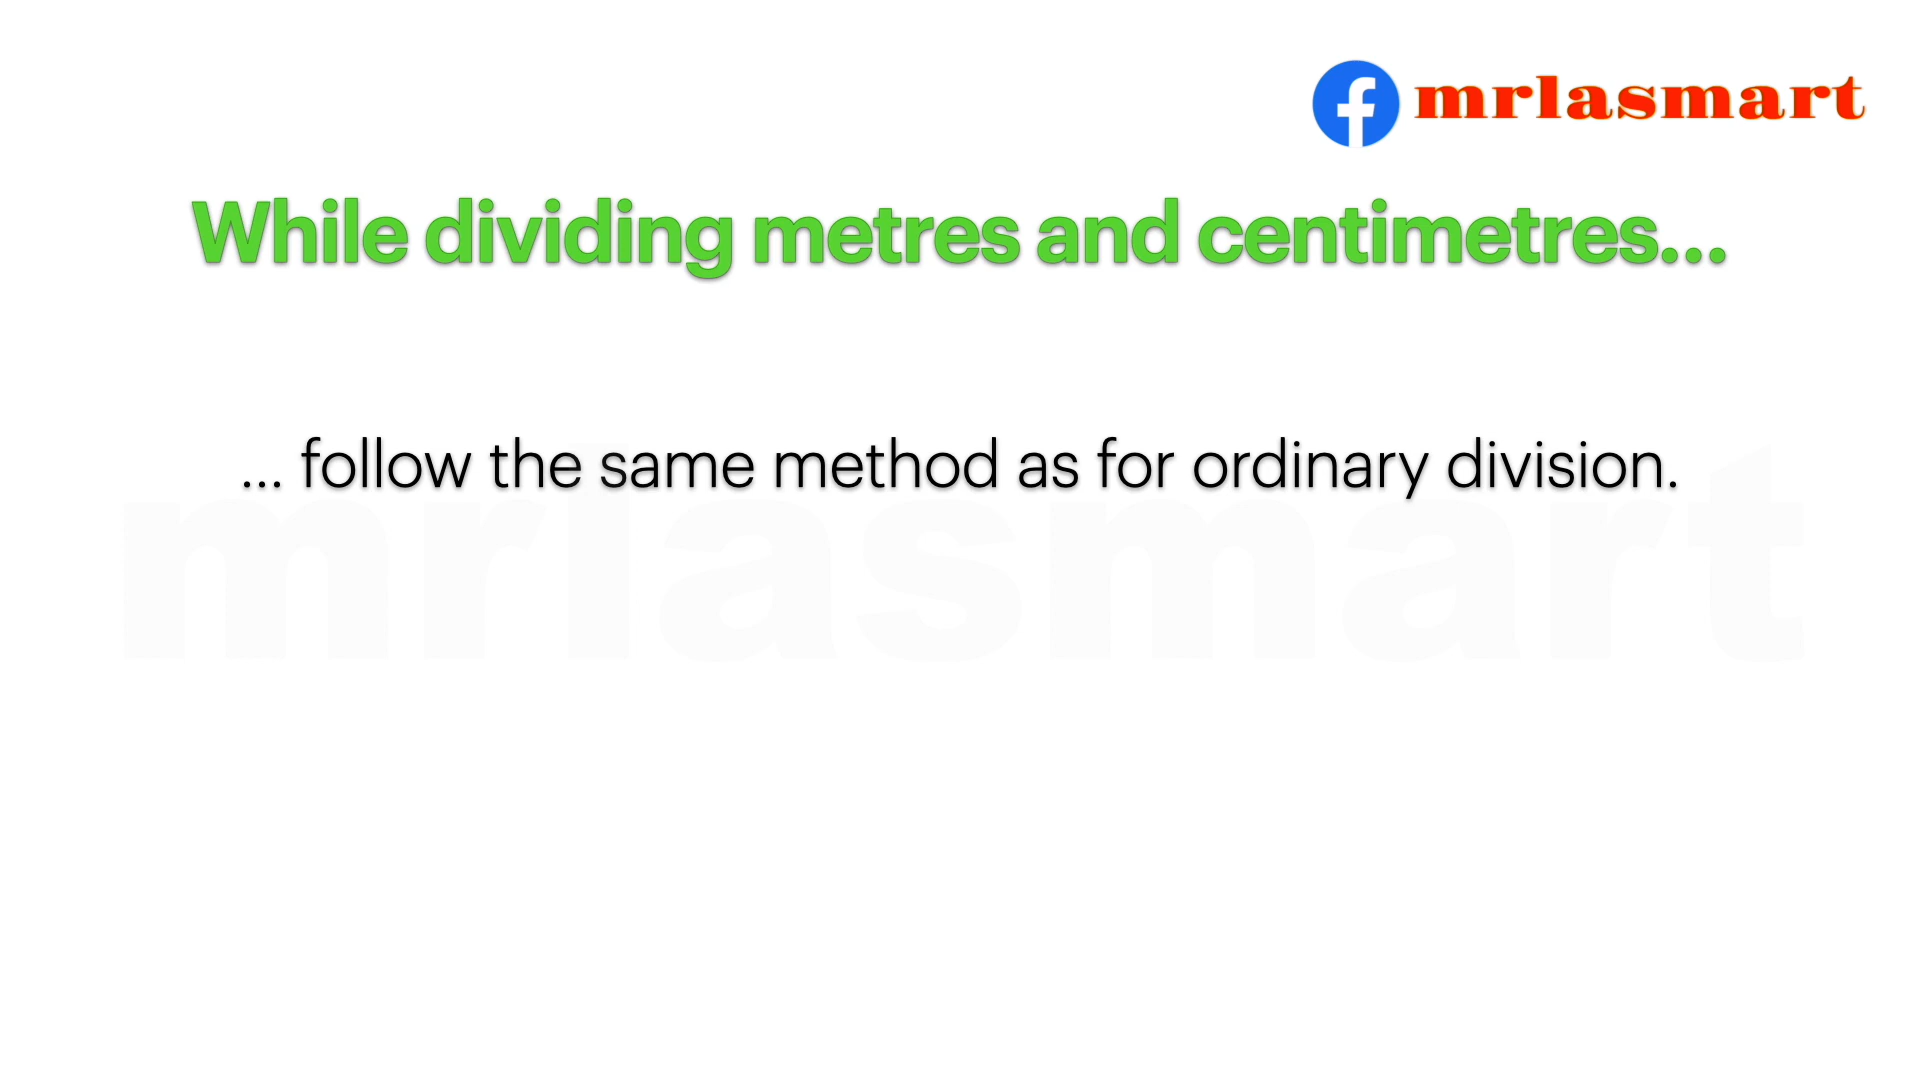 mrlasmart
While dividing metres and centimetres...
... follow the same method as for ordinary division.
mrlasmart